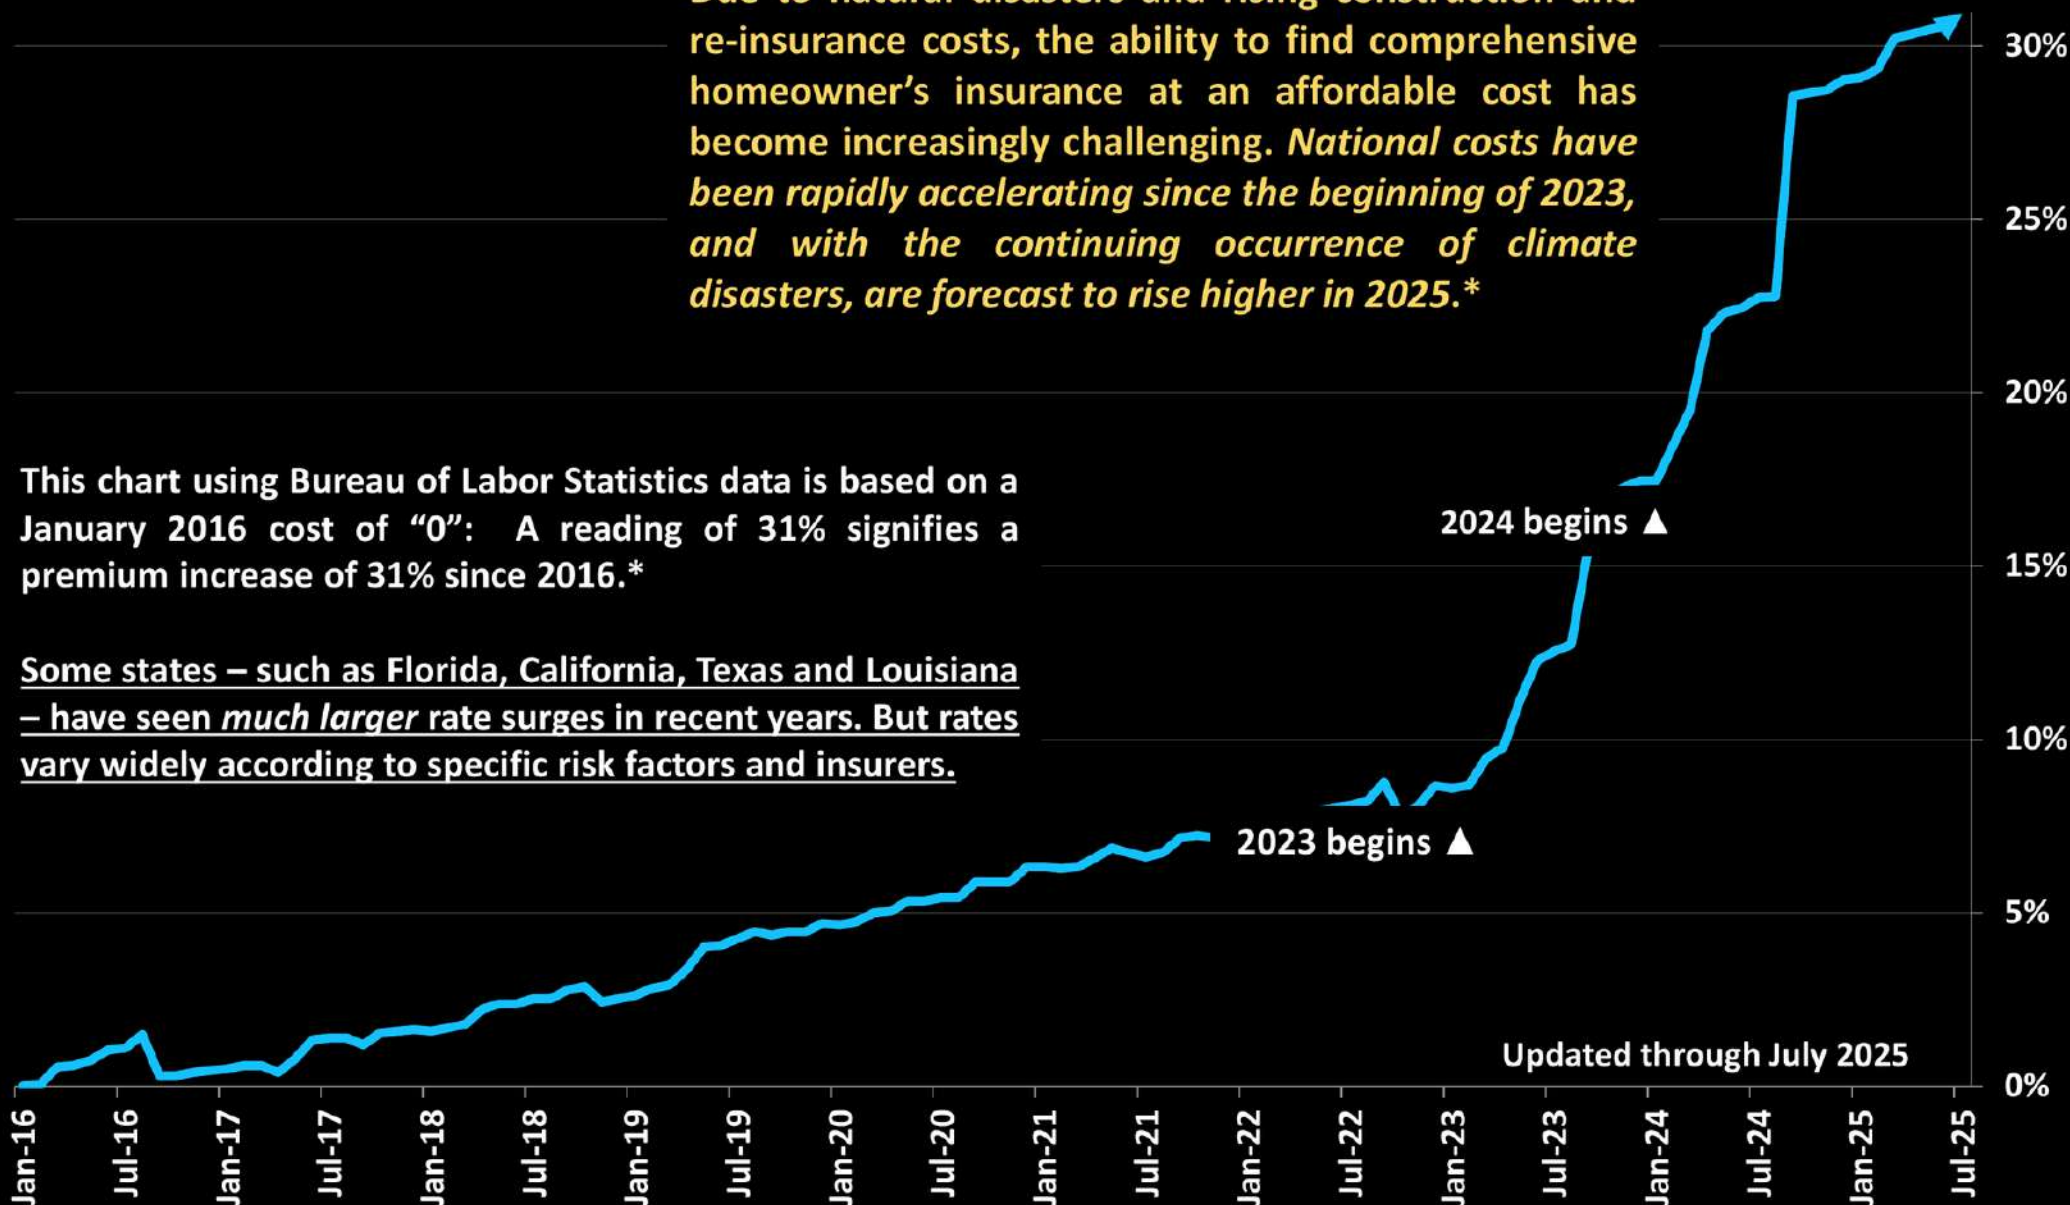 Due to natural disasters and rising construction and
re-insurance costs, the ability to find comprehensive
homeowner’s insurance at an affordable cost has
become increasingly challenging. National costs have
been rapidly accelerating since the beginning of 2023,
and with the continuing occurrence of climate
disasters, are forecast to rise higher in 2025.*
30%
25%
20%
15%
10%
5%
0%
This chart using Bureau of Labor Statistics data is based on a
January 2016 cost of “0”: A reading of 31% signifies a
premium increase of 31% since 2016.*
Some states – such as Florida, California, Texas and Louisiana
– have seen much larger rate surges in recent years. But rates
vary widely according to specific risk factors and insurers.
2024 begins ▲
2023 begins ▲
Updated through July 2025
Jan-16
Jul-16
Jan-17
Jul-17
Jan-18
Jul-18
Jan-19
Jul-19
Jan-20
Jul-20
Jan-21
Jul-21
Jan-22
Jul-22
Jan-23
Jul-23
Jan-24
Jul-24
Jan-25
Jul-25